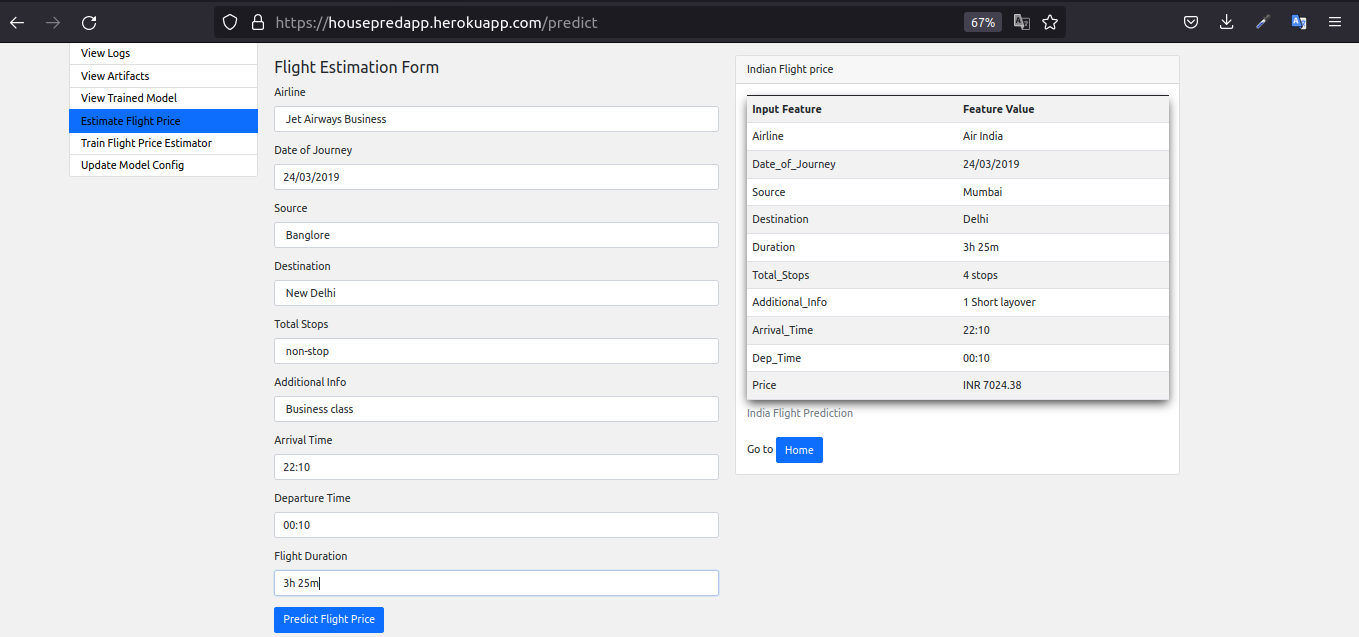 https://housepredapp.herokuapp.com/predict
67%
View Logs
View Artifacts
View Trained Model
Estimate Flight Price
Train Flight Price Estimator
Update Model Config
Flight Estimation Form
Airline
Jet Airways Business
Date of Journey
24/03/2019
Source
Banglore
Destination
New Delhi
Total Stops
non-stop
Additional Info
Business class
Arrival Time
22:10
Departure Time
00:10
Flight Duration
3h 25m
Predict Flight Price
Indian Flight price
Input Feature Feature Value
Airline Air India
Date_of_Journey 24/03/2019
Source Mumbai
Destination Delhi
Duration 3h 25m
Total_Stops 4 stops
Additional_Info 1 Short layover
Arrival_Time 22:10
Dep_Time 00:10
Price INR 7024.38
India Flight Prediction
Go to Home